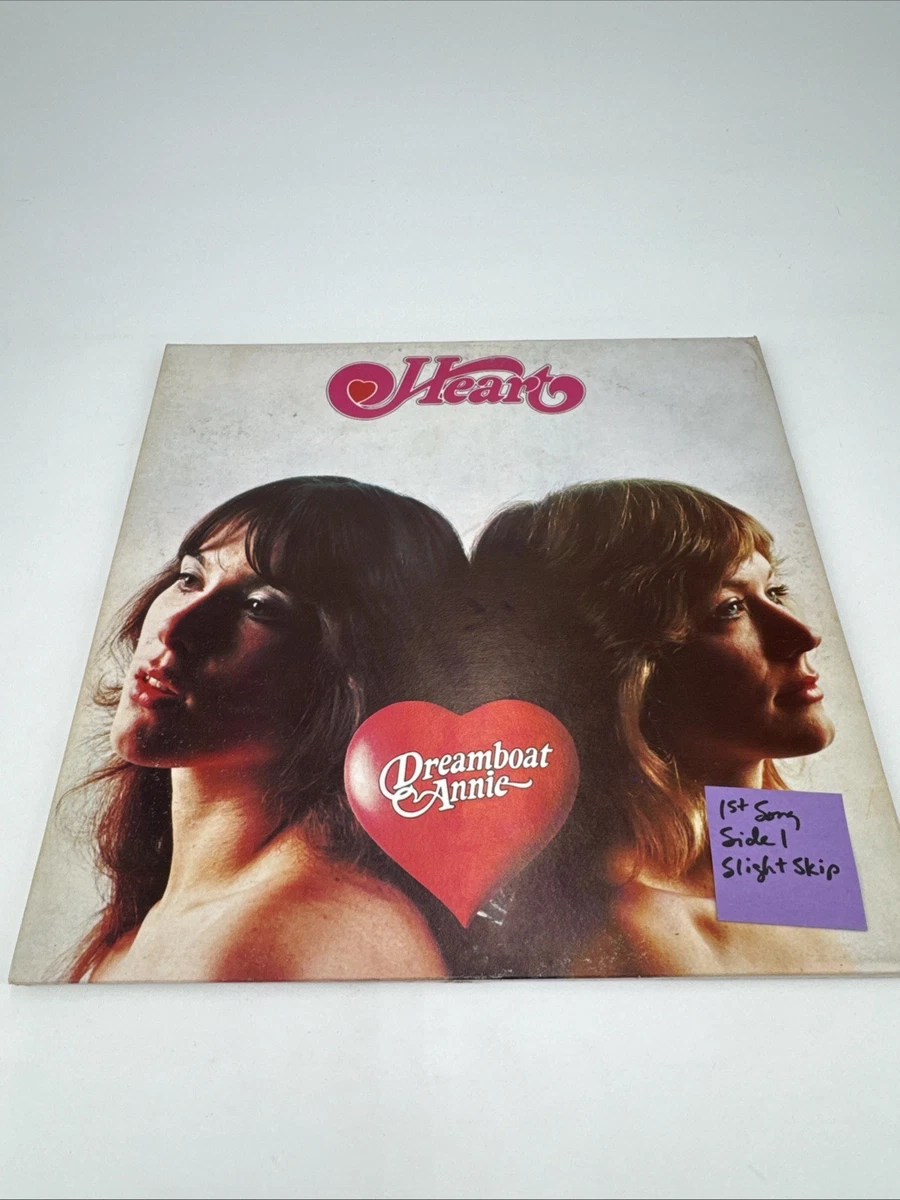 Heart
Dreamboat
Annie
1st Song
Side 1
Slight Skip